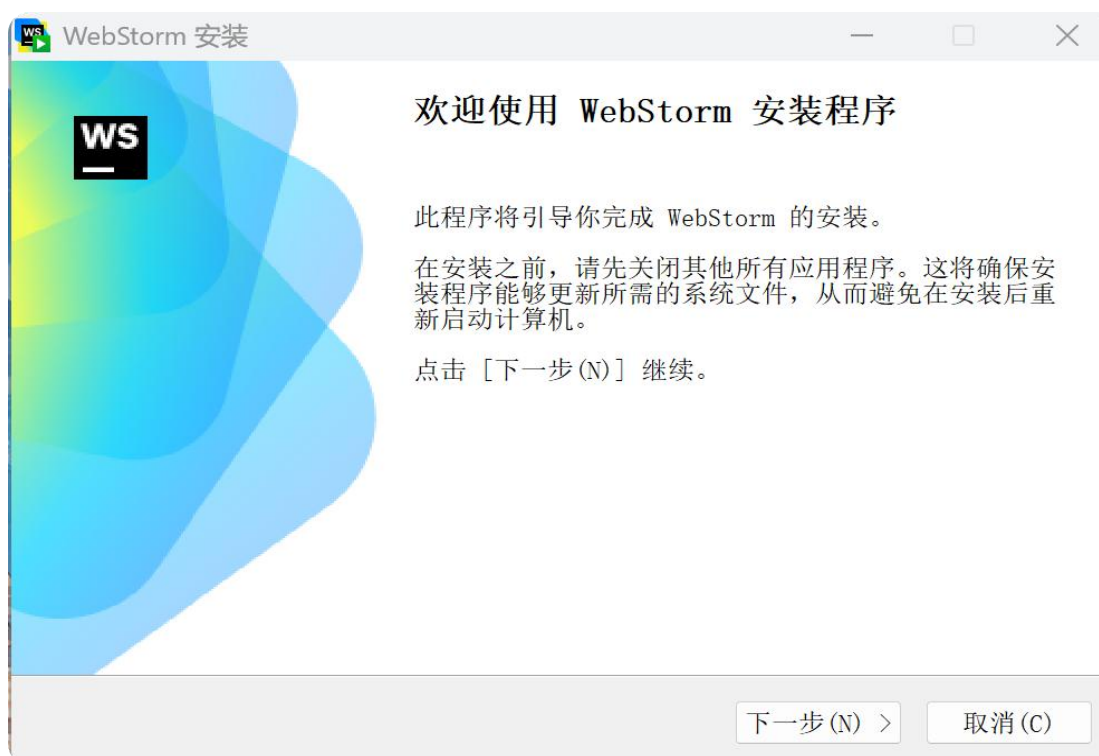 WS
WebStorm 安装
WS
欢迎使用 WebStorm 安装程序
此程序将引导你完成 WebStorm 的安装。
在安装之前，请先关闭其他所有应用程序。这将确保安
装程序能够更新所需的系统文件，从而避免在安装后重
新启动计算机。
点击 [下一步(N)] 继续。
下一步(N) >
取消(C)